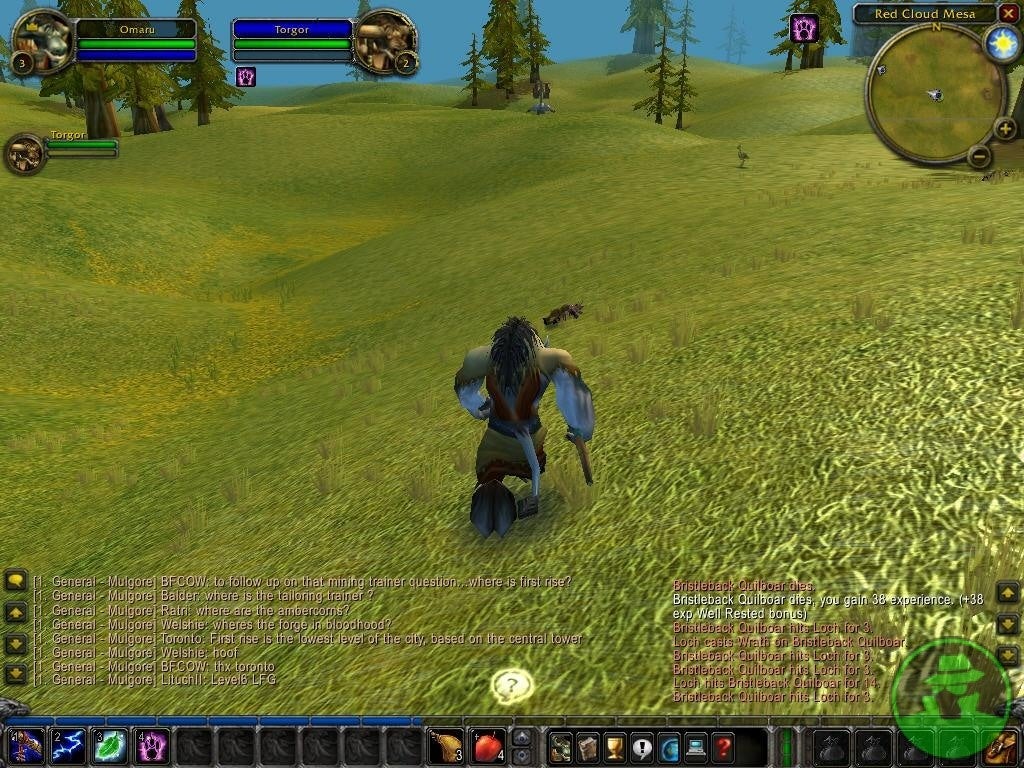 Omaru
3
Torgor
2
Red Cloud Mesa
N
Torgor
[1. General - Mulgore] BFCOW: to follow up on that mining trainer question...where is first rise?
[1. General - Mulgore] Balder: where is the tailoring trainer ?
[1. General - Mulgore] Ratri: where are the ambercorns?
[1. General - Mulgore] Welshie: wheres the forge in bloodhoof?
[1. General - Mulgore] Toronto: First rise is the lowest level of the city, based on the central tower
[1. General - Mulgore] Welshie: hoof
[1. General - Mulgore] BFCOW: thx toronto
[1. General - Mulgore] LituchII: Level6 LFG
Bristleback Quilboar dies.
Bristleback Quilboar dies, you gain 38 experience. (+38
exp Well Rested bonus)
Bristleback Quilboar hits Loch for 3.
Loch casts Wrath on Bristleback Quilboar.
Bristleback Quilboar hits Loch for 3.
Bristleback Quilboar hits Loch for 3.
Loch hits Bristleback Quilboar for 14.
Bristleback Quilboar hits Loch for 3.
?
1
2
3
4
3
4
!
?